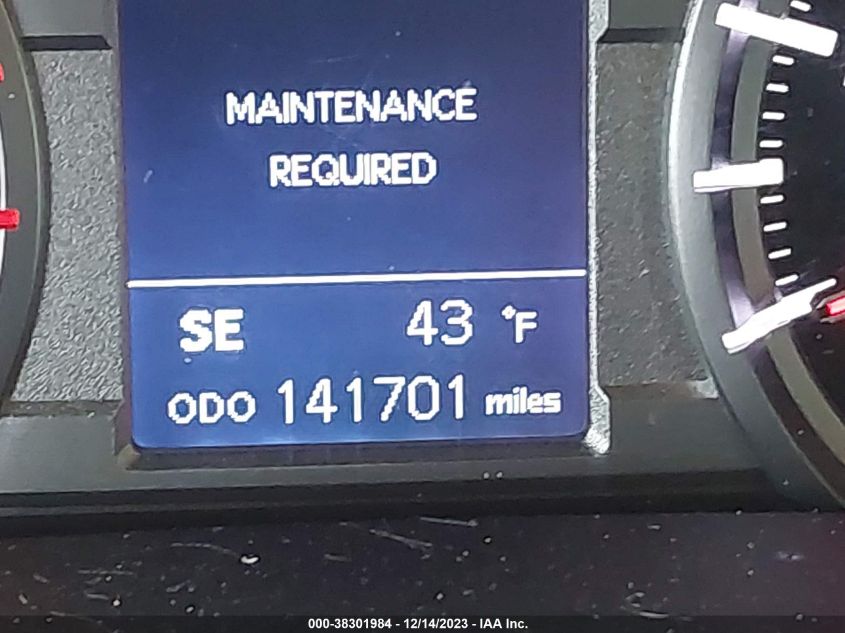 MAINTENANCE
REQUIRED
SE 43 °F
ODO 141701 miles
000-38301984 - 12/14/2023 - IAA Inc.